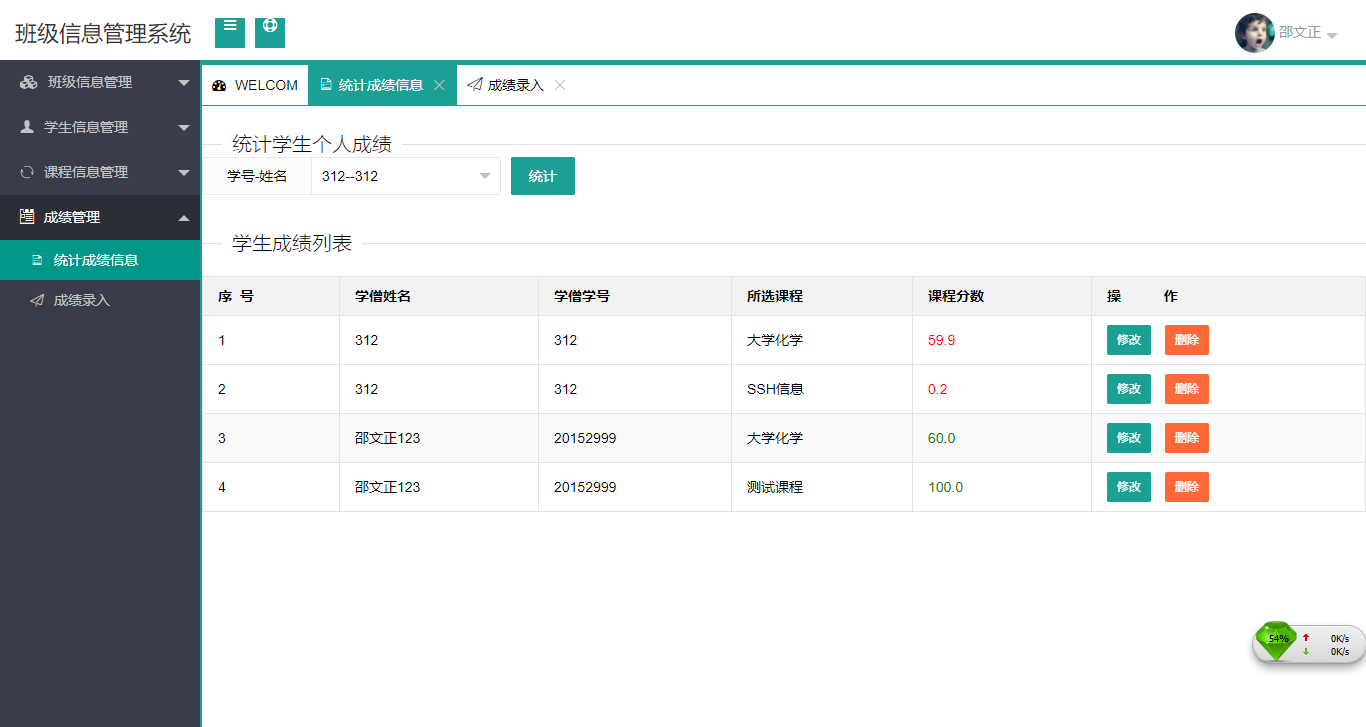 班级信息管理系统
邵文正
班级信息管理
学生信息管理
课程信息管理
成绩管理
统计成绩信息
成绩录入
WELCOM 统计成绩信息 成绩录入
统计学生个人成绩
学号-姓名 312--312 统计
学生成绩列表
序 号 学僧姓名 学僧学号 所选课程 课程分数 操 作
1 312 312 大学化学 59.9 修改 删除
2 312 312 SSH信息 0.2 修改 删除
3 邵文正123 20152999 大学化学 60.0 修改 删除
4 邵文正123 20152999 测试课程 100.0 修改 删除
54% 0K/s
0K/s